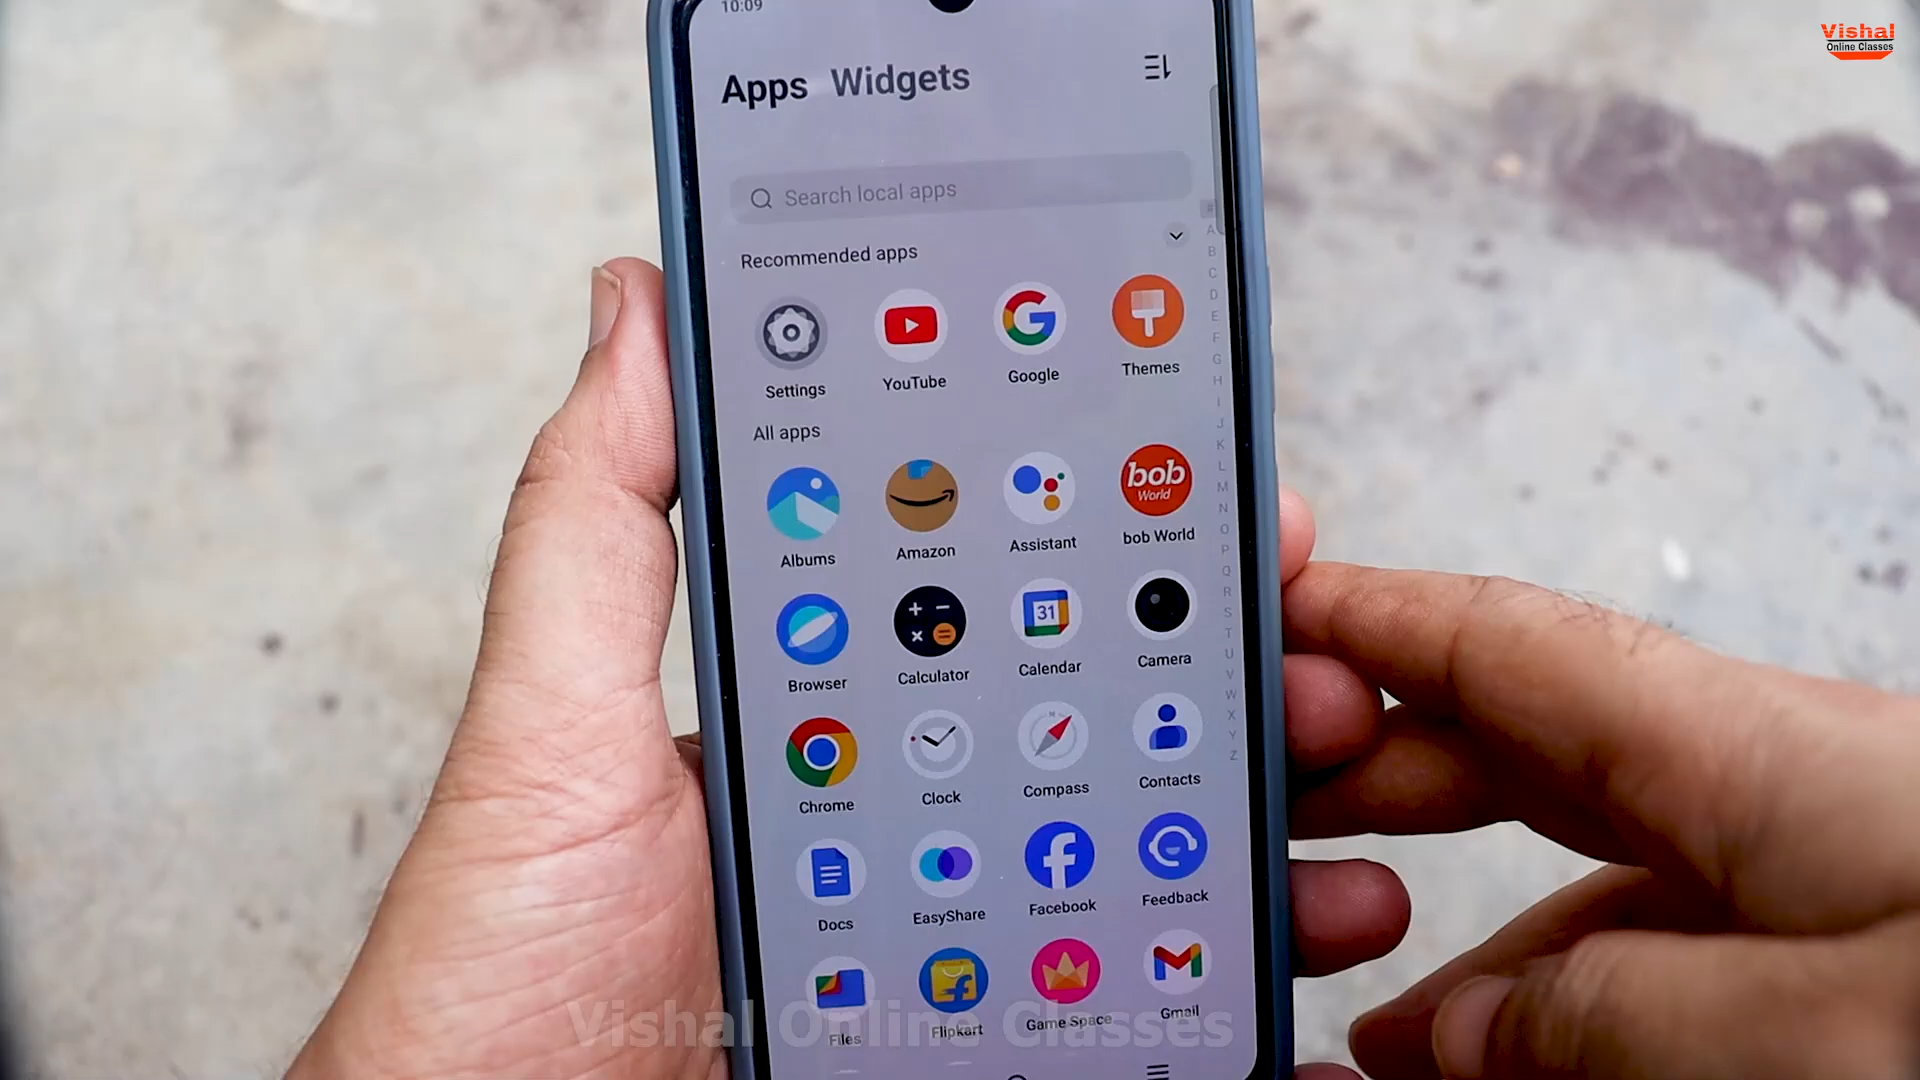 Vishal
Online Classes
10:09
Apps Widgets
Search local apps
Recommended apps
Settings YouTube Google Themes
All apps
bob
World
Albums Amazon Assistant bob World
31
Browser Calculator Calendar Camera
Chrome Clock Compass Contacts
Docs EasyShare Facebook Feedback
Files Flipkart Game Space Gmail
#
A
B
C
D
E
F
G
H
I
J
K
L
M
N
O
P
Q
R
S
T
U
V
W
X
Y
Z
Vishal Online Classes